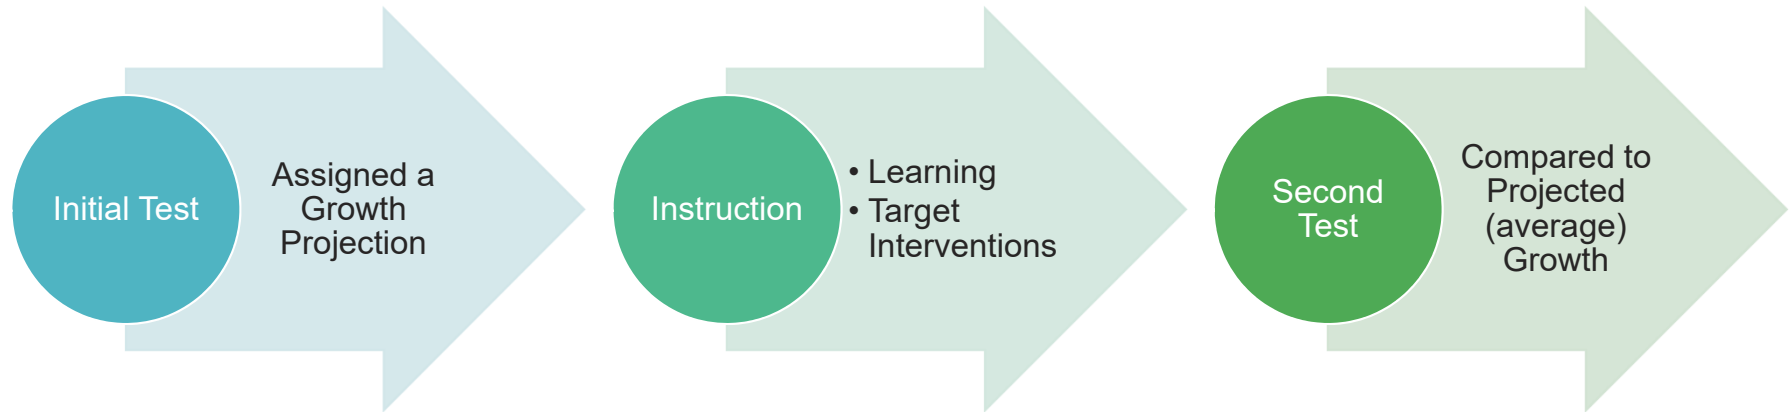 Initial Test
Assigned a
Growth
Projection
Instruction
• Learning
• Target
Interventions
Second
Test
Compared to
Projected
(average)
Growth